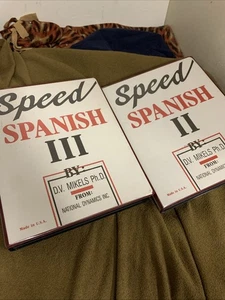 Speed
SPANISH
III
BY:
D.V. MIKELS Ph.D.
FROM:
NATIONAL DYNAMICS INC.
Made in U.S.A.
Speed
SPANISH
II
BY:
D.V. MIKELS Ph.D.
FROM:
NATIONAL DYNAMICS INC.
Made in U.S.A.